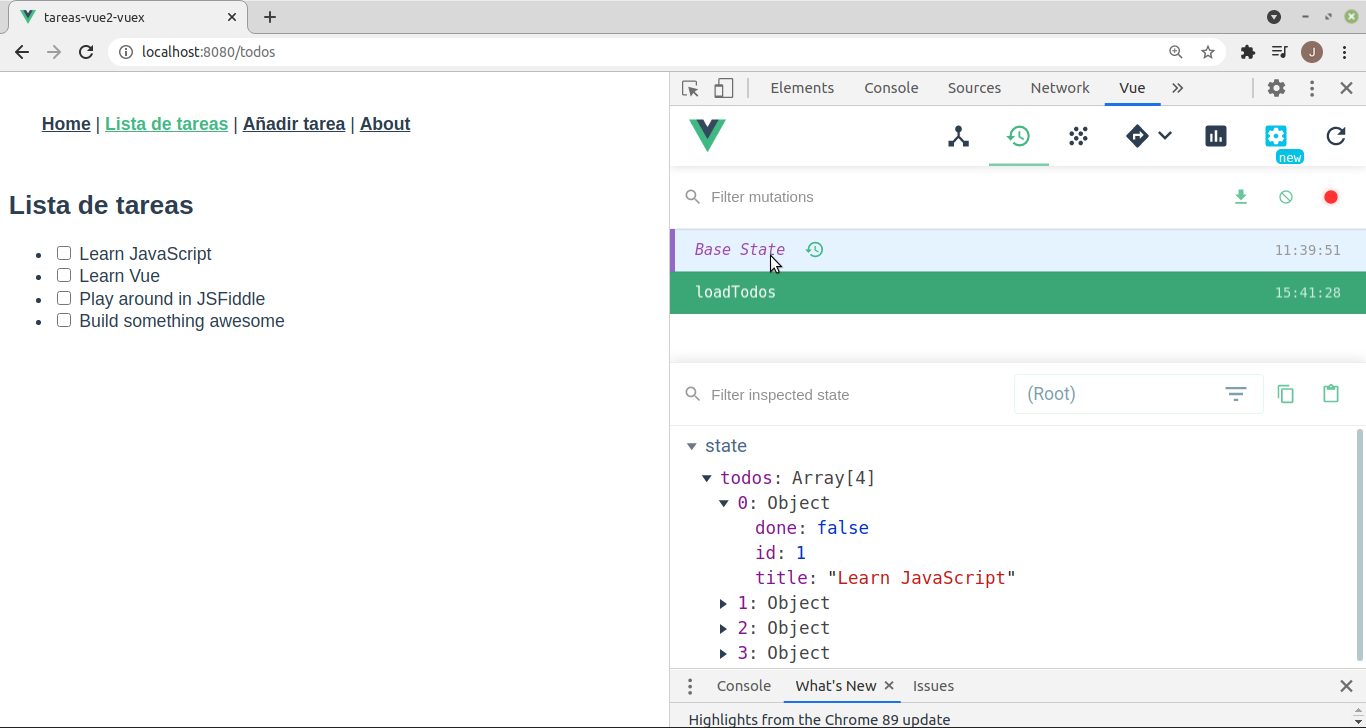 tareas-vue2-vuex
localhost:8080/todos
J
Home | Lista de tareas | Añadir tarea | About
Lista de tareas
Learn JavaScript
Learn Vue
Play around in JSFiddle
Build something awesome
Elements Console Sources Network Vue
new
Filter mutations
Base State 11:39:51
loadTodos 15:41:28
Filter inspected state (Root)
state
todos: Array[4]
0: Object
done: false
id: 1
title: "Learn JavaScript"
1: Object
2: Object
3: Object
Console What's New Issues
Highlights from the Chrome 89 update